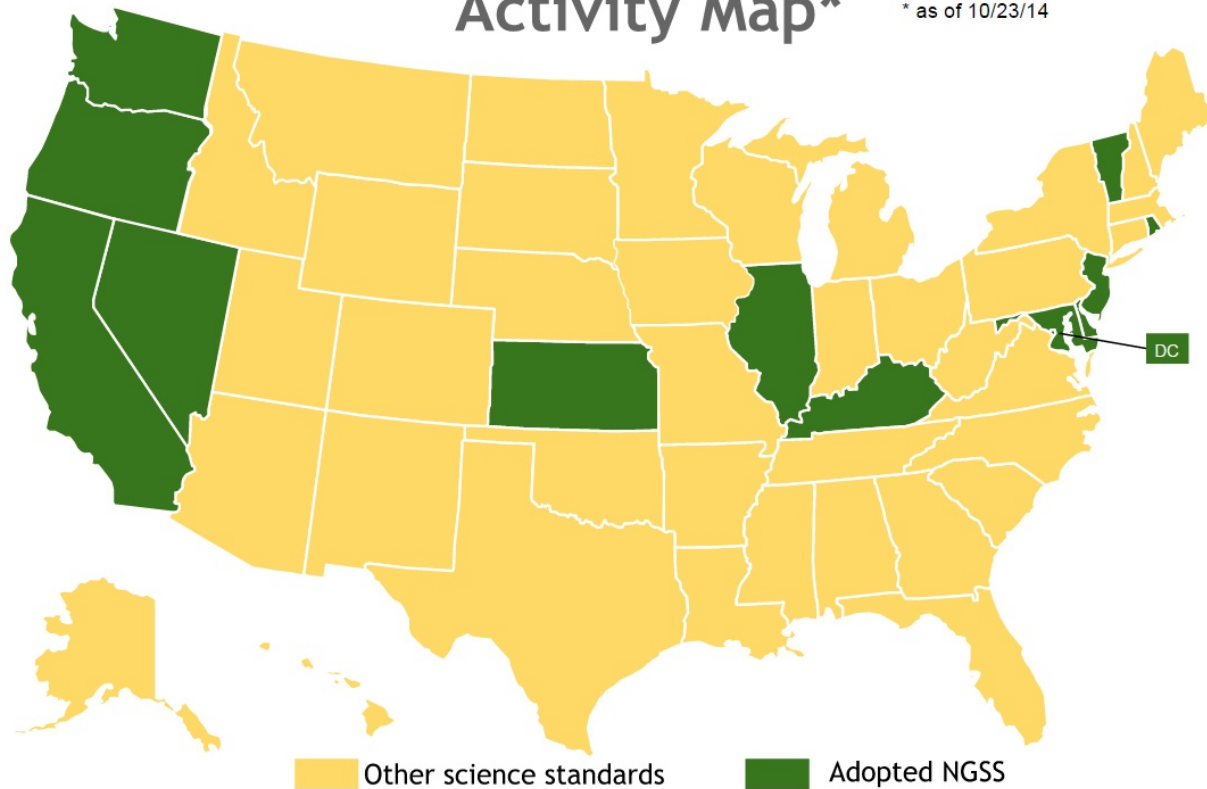 Activity Map*
* as of 10/23/14
DC
Other science standards
Adopted NGSS